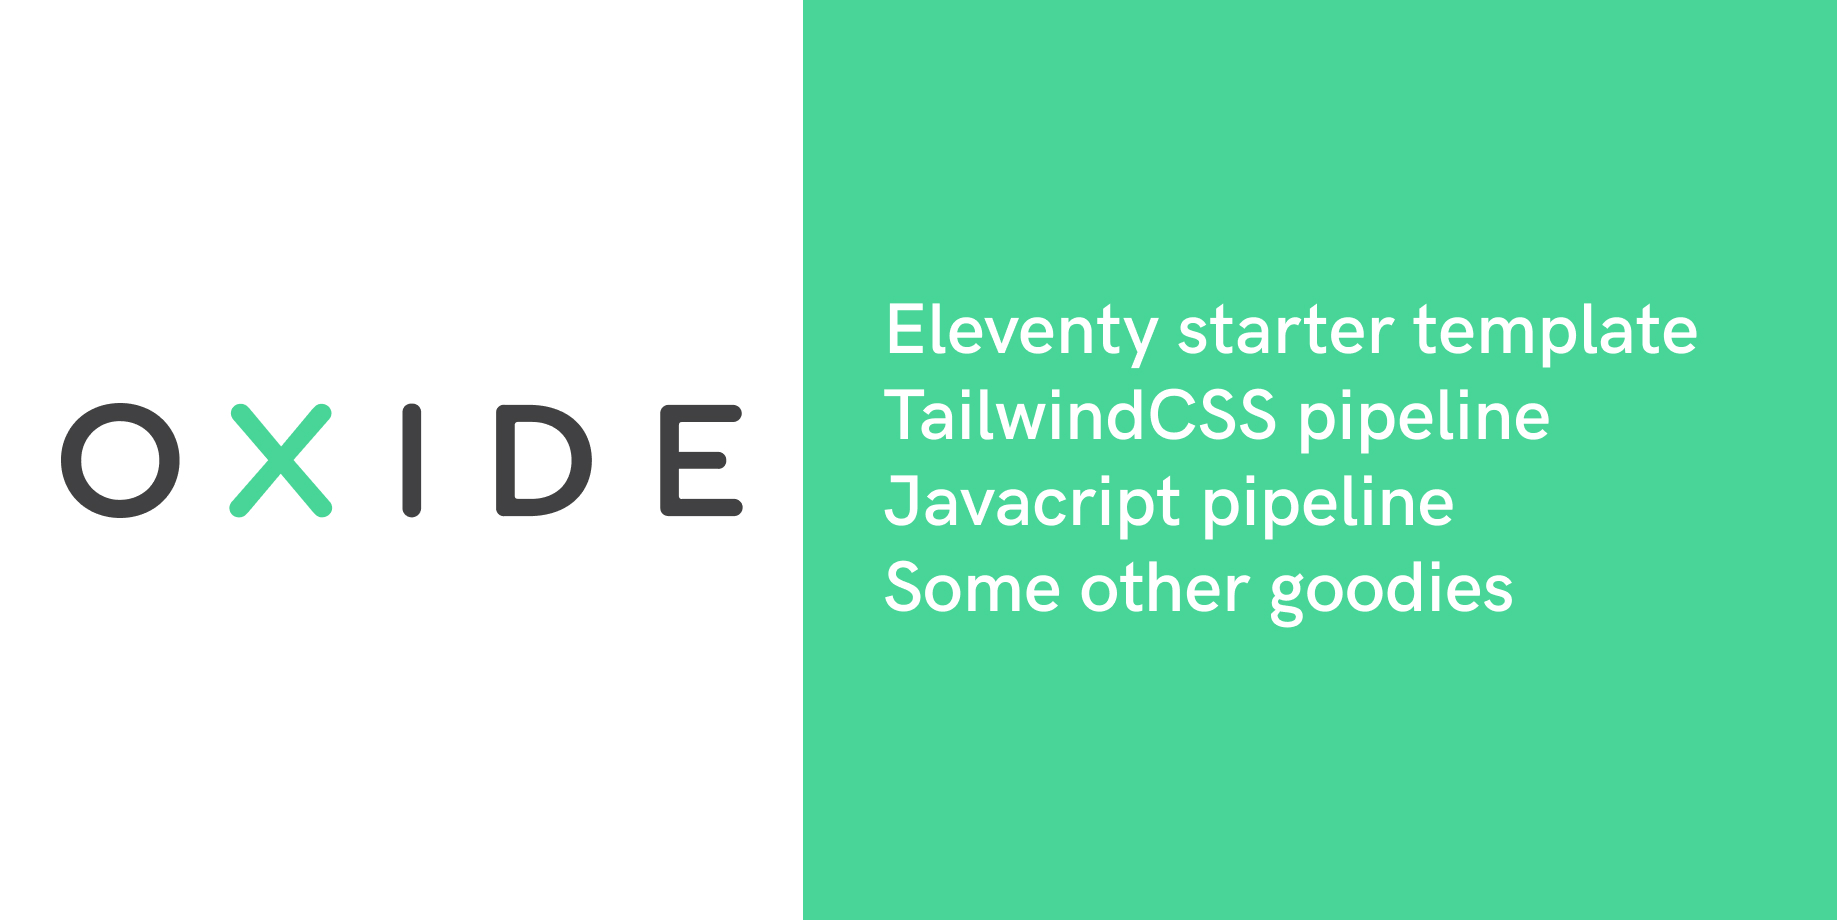 OXIDE
Eleventy starter template
TailwindCSS pipeline
Javacript pipeline
Some other goodies